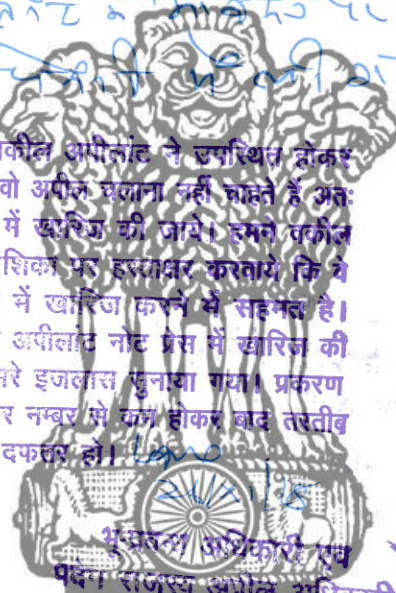 वकील अपीलांट ने उपस्थित होकर
वो अपील चलाना नहीं चाहते हैं अतः
में खारिज की जाये। हमने वकील
शिका पर हस्ताक्षर करवाये कि वे
में खारिज करने में सहमत है।
अपीलांट नोट प्रेस में खारिज की
सरे इजलास सुनाया गया। प्रकरण
र नम्बर से कम होकर बाद तरतीब
दफ्तर हो।
भू-प्रबन्ध अधिकारी एवं
पदेन राजस्व अपील अधिकारी